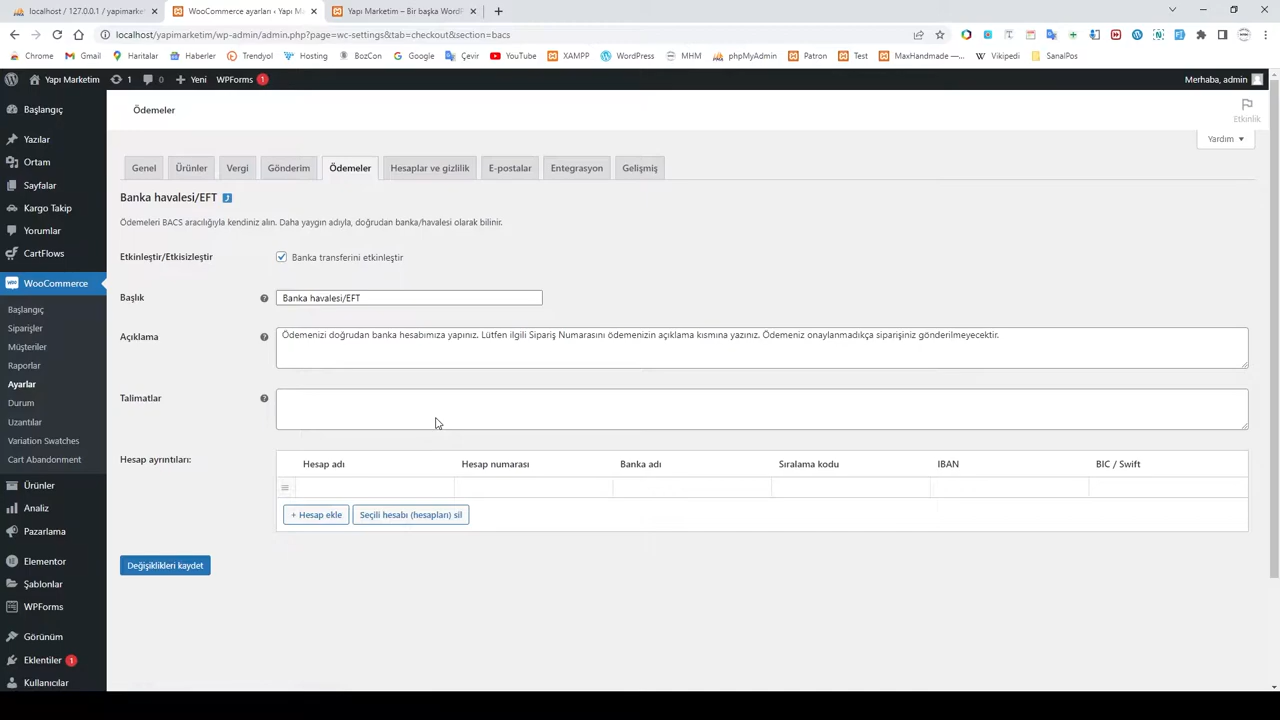 localhost / 127.0.0.1 / yapimarket
WooCommerce ayarları ‹ Yapı M
Yapı Marketim – Bir başka WordP
localhost/yapimarketim/wp-admin/admin.php?page=wc-settings&tab=checkout&section=bacs
Chrome Gmail Haritalar Trendyol Hosting BozCon Google Çevir YouTube XAMPP WordPress MHM phpMyAdmin Patron Test MaxHandmade —... Vikipedi SanalPos
Yapı Marketim 1 0 Yeni WPForms 1 Merhaba, admin
Başlangıç
Yazılar
Ortam
Sayfalar
Kargo Takip
Yorumlar
CartFlows
WooCommerce
Başlangıç
Siparişler
Müşteriler
Raporlar
Ayarlar
Durum
Uzantılar
Variation Swatches
Cart Abandonment
Ürünler
Analiz
Pazarlama
Elementor
Şablonlar
WPForms
Görünüm
Eklentiler 1
Kullanıcılar
Ödemeler
Etkinlik
Yardım
Genel Ürünler Vergi Gönderim Ödemeler Hesaplar ve gizlilik E-postalar Entegrasyon Gelişmiş
Banka havalesi/EFT
Ödemeleri BACS aracılığıyla kendiniz alın. Daha yaygın adıyla, doğrudan banka/havalesi olarak bilinir.
Etkinleştir/Etkisizleştir Banka transferini etkinleştir
Başlık Banka havalesi/EFT
Açıklama Ödemenizi doğrudan banka hesabımıza yapınız. Lütfen ilgili Sipariş Numarasını ödemenizin açıklama kısmına yazınız. Ödemeniz onaylanmadıkça siparişiniz gönderilmeyecektir.
Talimatlar
Hesap ayrıntıları: Hesap adı Hesap numarası Banka adı Sıralama kodu IBAN BIC / Swift
+ Hesap ekle Seçili hesabı (hesapları) sil
Değişiklikleri kaydet